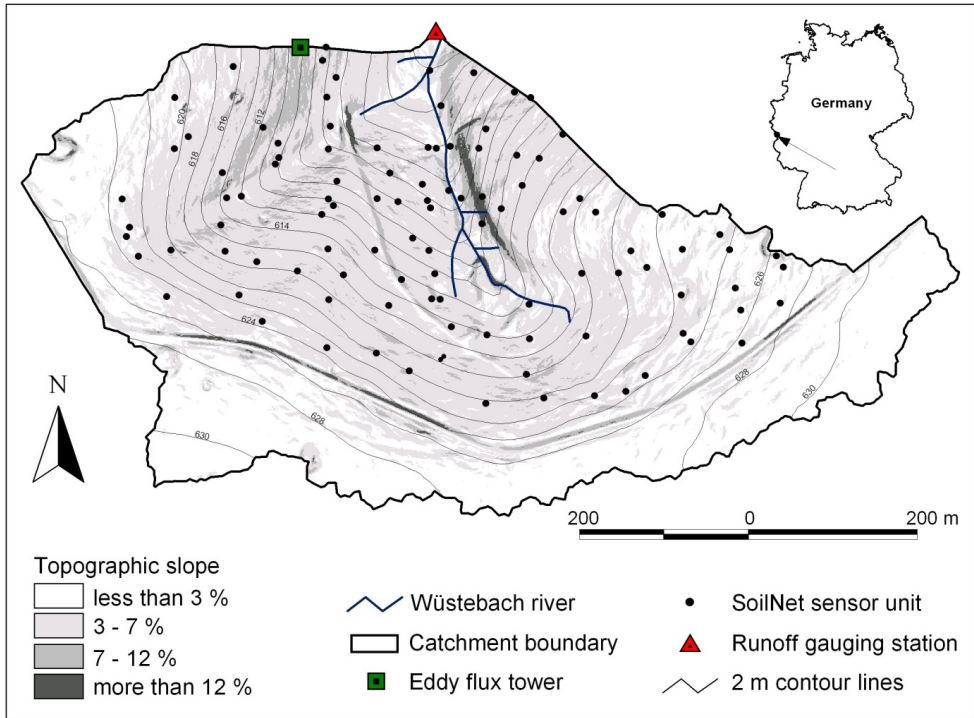 Germany
620
616
612
618
614
626
624
628
630
628
630
N
200 0 200 m
Topographic slope
less than 3 %
3 - 7 %
7 - 12 %
more than 12 %
Wüstebach river
Catchment boundary
Eddy flux tower
SoilNet sensor unit
Runoff gauging station
2 m contour lines